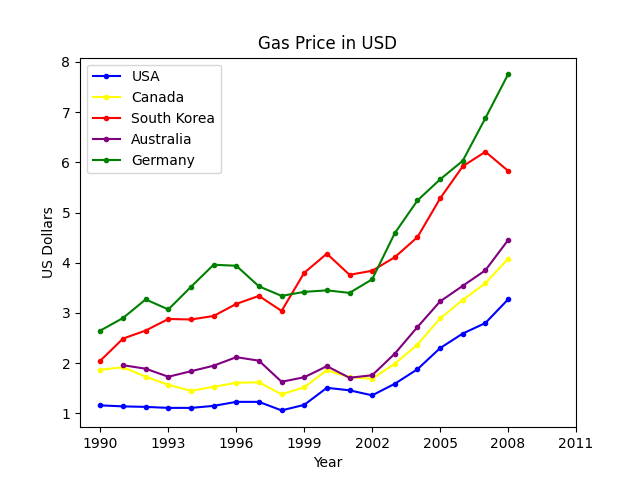 Gas Price in USD
USA
Canada
South Korea
Australia
Germany
8
7
6
5
4
3
2
1
US Dollars
1990 1993 1996 1999 2002 2005 2008 2011
Year